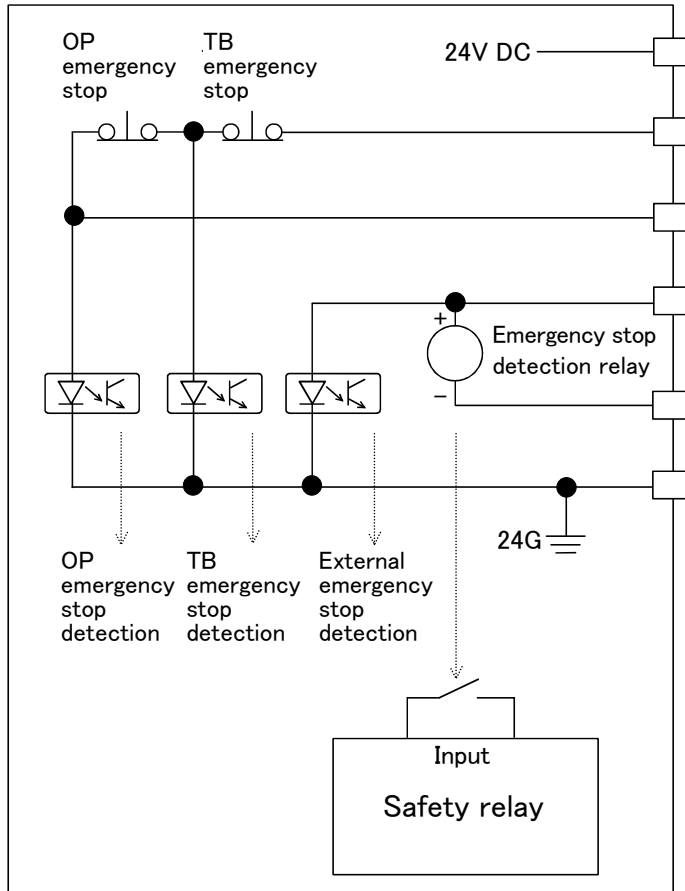 OP
emergency
stop
TB
emergency
stop
24V DC
+
Emergency stop
detection relay
−
24G
OP
emergency
stop
detection
TB
emergency
stop
detection
External
emergency
stop
detection
Input
Safety relay